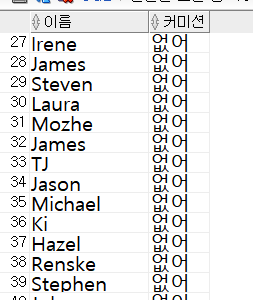 이름 커미션
27 Irene 없어
28 James 없어
29 Steven 없어
30 Laura 없어
31 Mozhe 없어
32 James 없어
33 TJ 없어
34 Jason 없어
35 Michael 없어
36 Ki 없어
37 Hazel 없어
38 Renske 없어
39 Stephen 없어